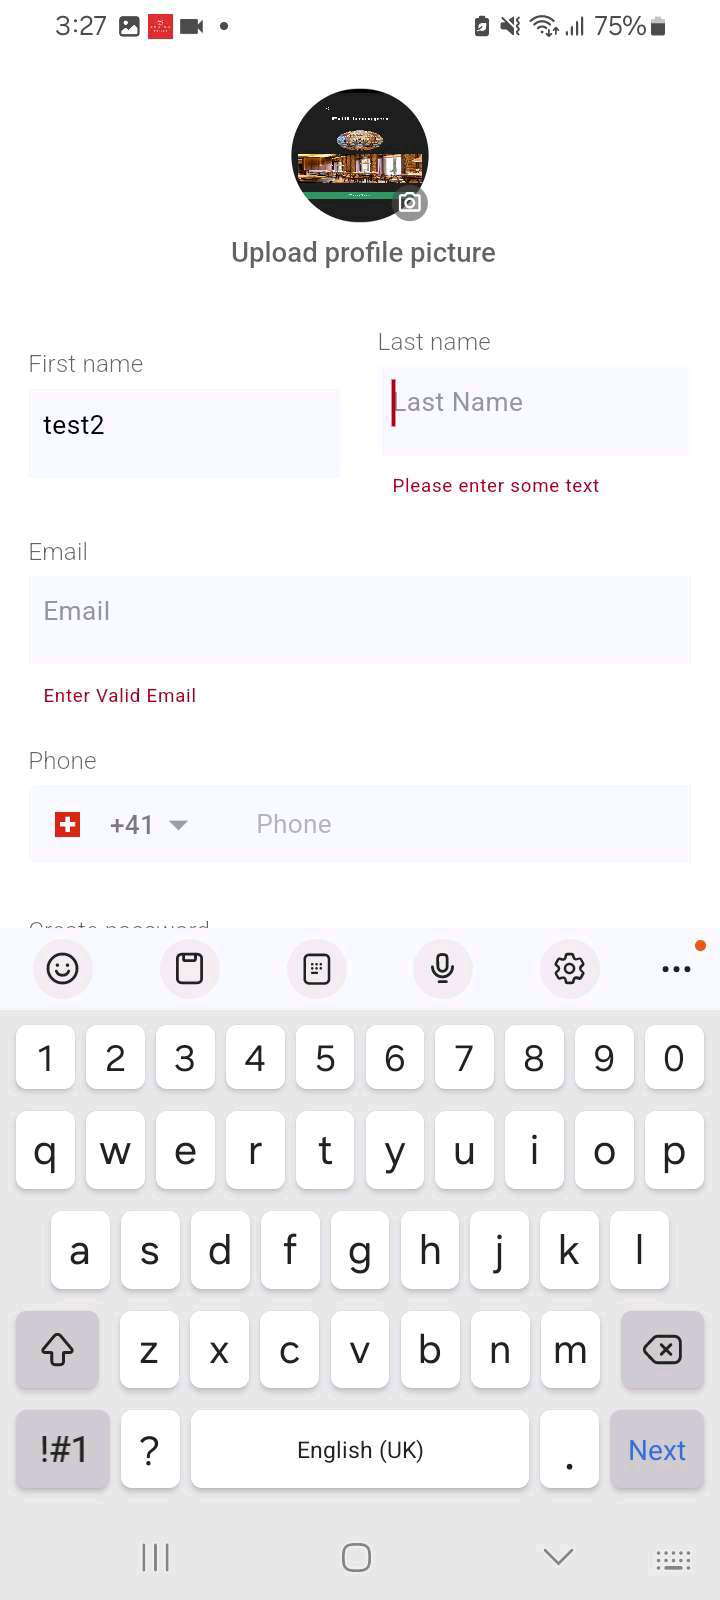 3:27 75%
Upload profile picture
First name
Last name
test2
Last Name
Please enter some text
Email
Email
Enter Valid Email
Phone
+41 Phone
Create password
1 2 3 4 5 6 7 8 9 0
q w e r t y u i o p
a s d f g h j k l
z x c v b n m
!#1 ? English (UK) . Next